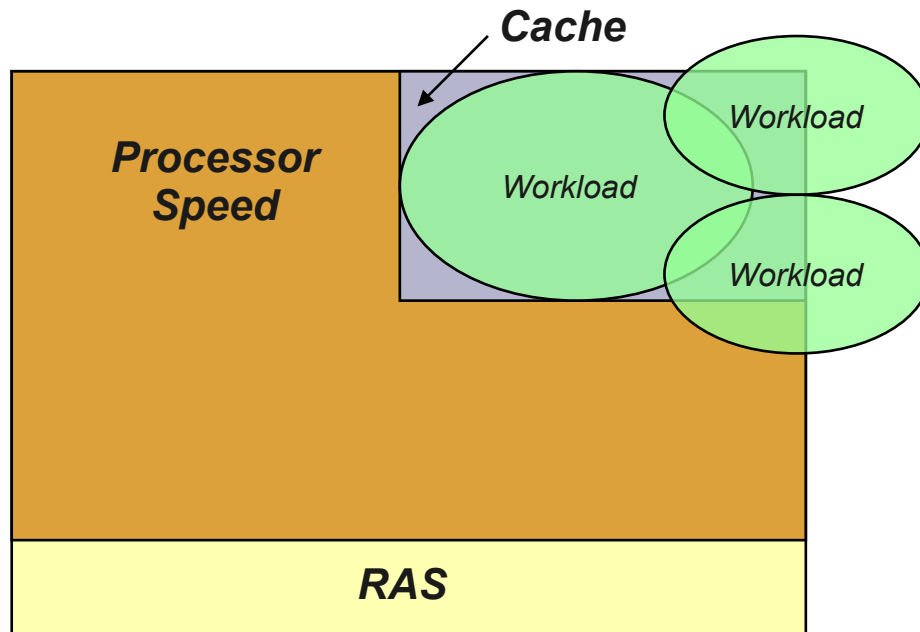 Cache
Processor
Speed
Workload
Workload
Workload
RAS